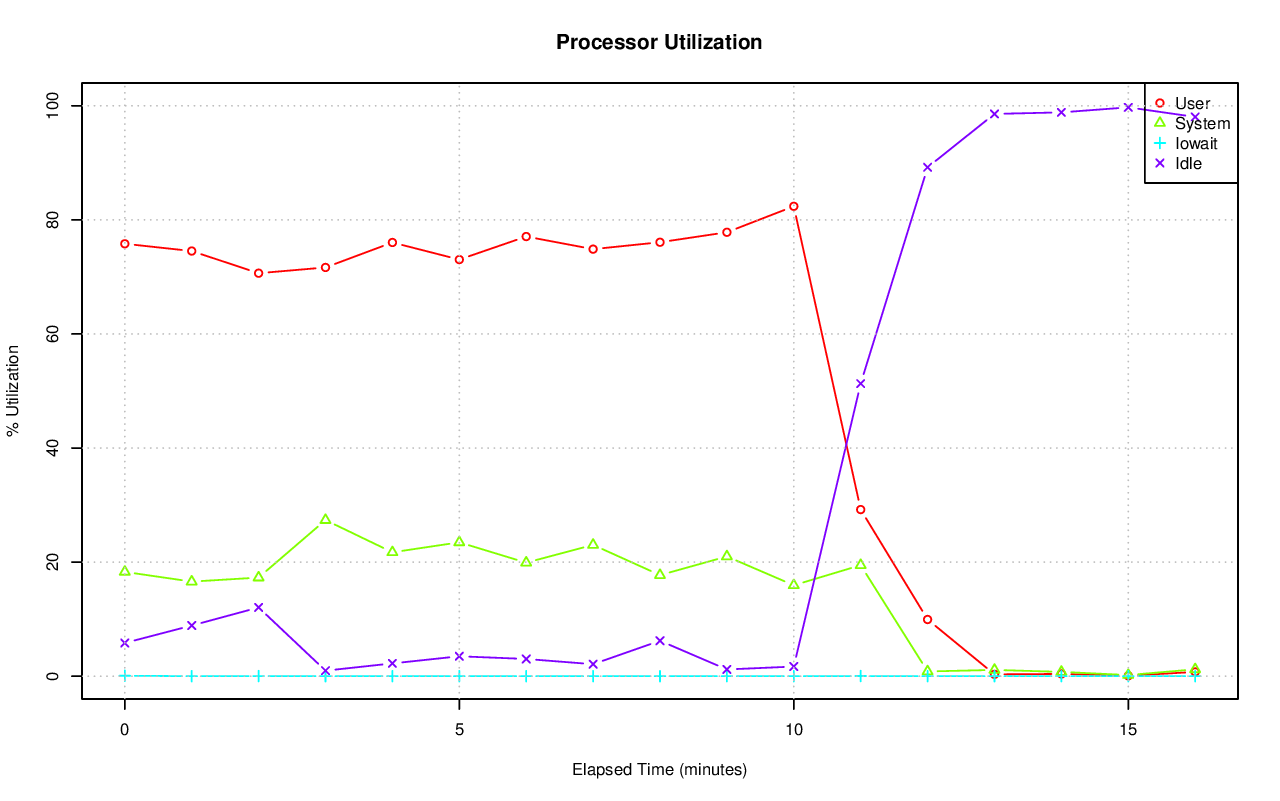 Processor Utilization
% Utilization
100
80
60
40
20
0
User
System
Iowait
Idle
0 5 10 15
Elapsed Time (minutes)